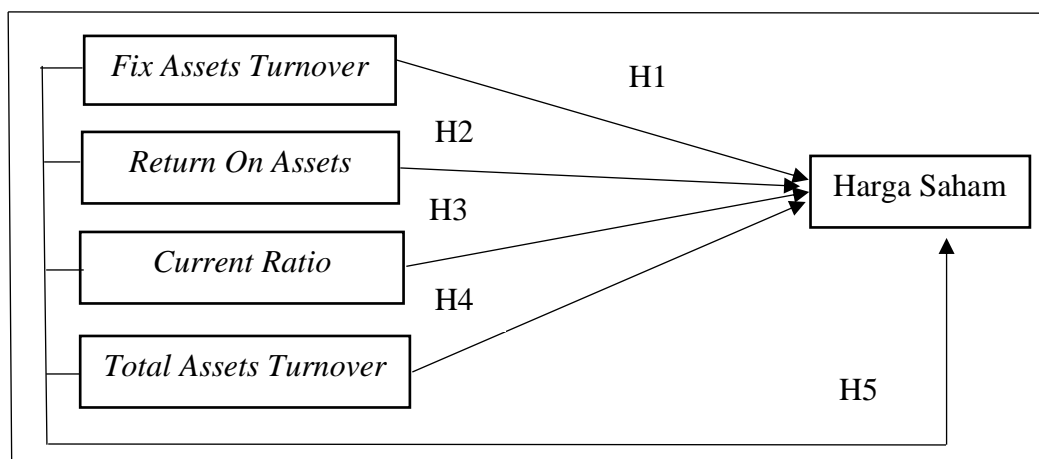 Fix Assets Turnover
H1
H2
Return On Assets
Harga Saham
H3
Current Ratio
H4
Total Assets Turnover
H5